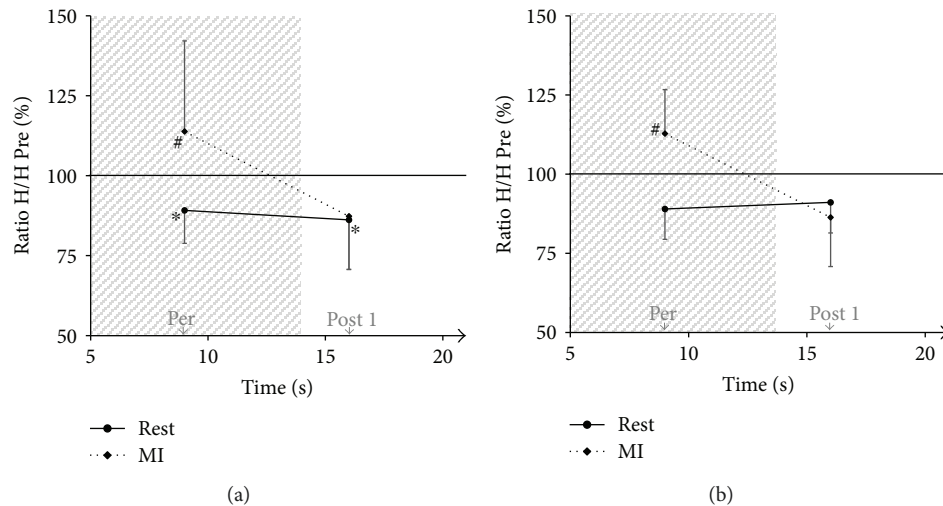 150
125
100
75
50
Ratio H/H Pre (%)
#
*
*
Per
Post 1
5
10
15
20
Time (s)
Rest
MI
(a)
150
125
100
75
50
Ratio H/H Pre (%)
#
Per
Post 1
5
10
15
20
Time (s)
Rest
MI
(b)